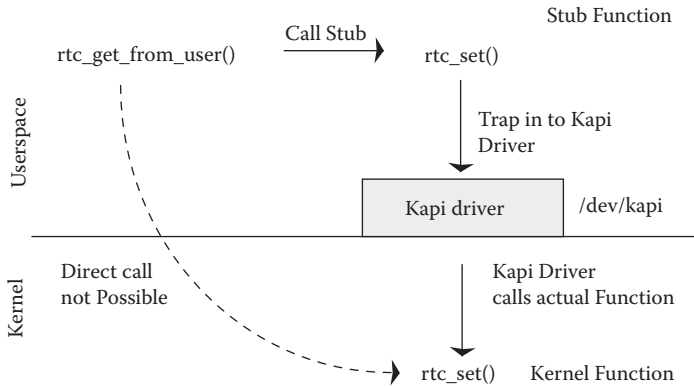 Stub Function
Call Stub
rtc_get_from_user()
rtc_set()
Userspace
Trap in to Kapi
Driver
Kapi driver
/dev/kapi
Kernel
Direct call
not Possible
Kapi Driver
calls actual Function
rtc_set()
Kernel Function